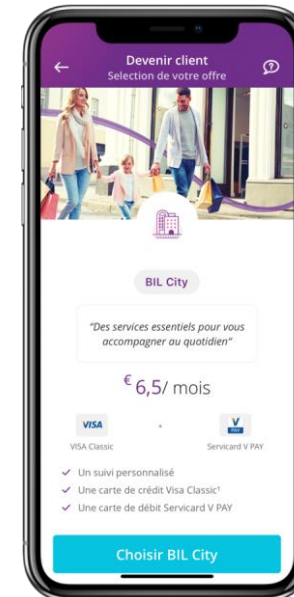 Devenir client
Selection de votre offre
BIL City
"Des services essentiels pour vous
accompagner au quotidien"
€ 6,5/ mois
VISA
V PAY
VISA Classic
Servicard V PAY
Un suivi personnalisé
Une carte de crédit Visa Classic¹
Une carte de débit Servicard V PAY
Choisir BIL City